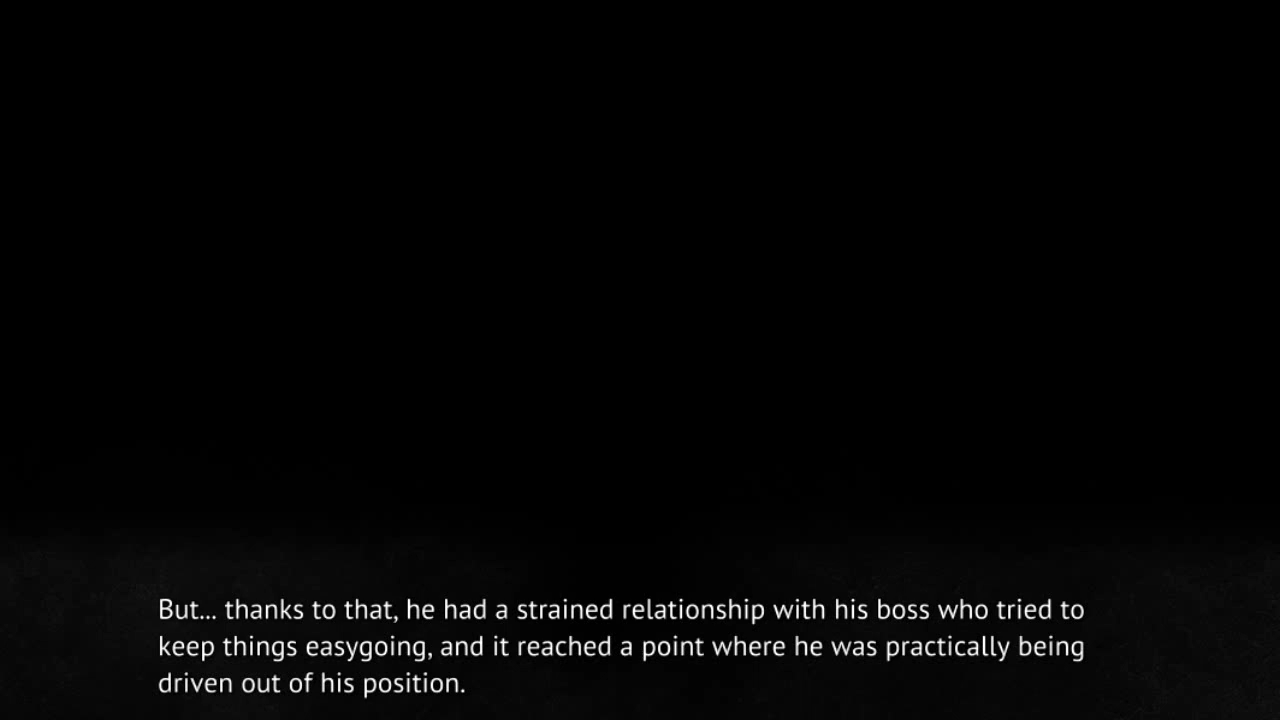 But... thanks to that, he had a strained relationship with his boss who tried to
keep things easygoing, and it reached a point where he was practically being
driven out of his position.